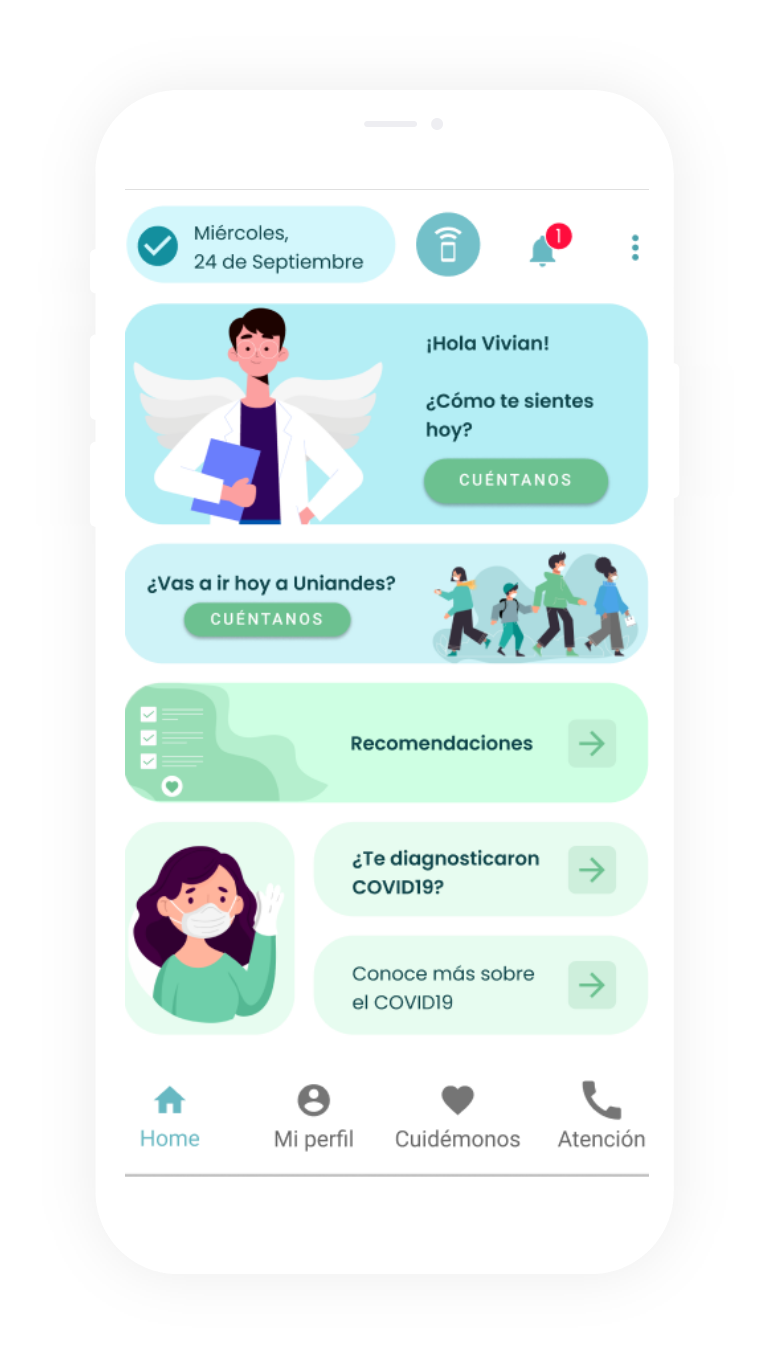 Miércoles,
24 de Septiembre
1
¡Hola Vivian!
¿Cómo te sientes
hoy?
CUÉNTANOS
¿Vas a ir hoy a Uniandes?
CUÉNTANOS
Recomendaciones
¿Te diagnosticaron
COVID19?
Conoce más sobre
el COVID19
Home
Mi perfil
Cuidémonos
Atención